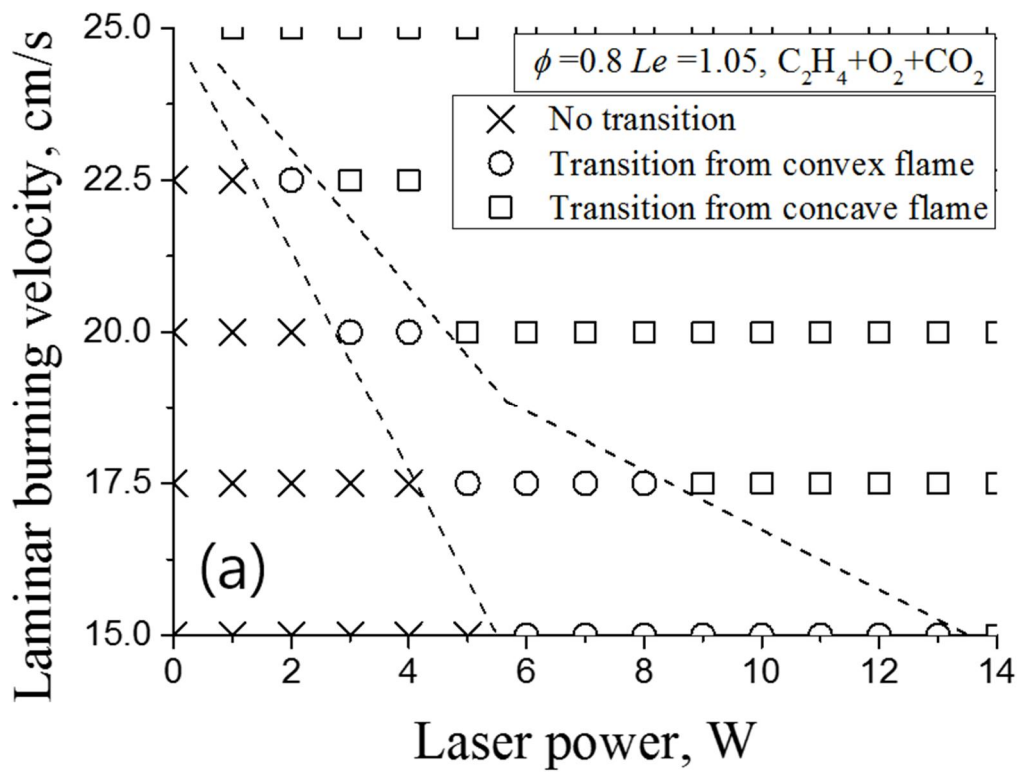 Laminar burning velocity, cm/s
25.0
22.5
20.0
17.5
15.0
ϕ =0.8 Le =1.05, C₂H₄+O₂+CO₂
No transition
Transition from convex flame
Transition from concave flame
(a)
0 2 4 6 8 10 12 14
Laser power, W